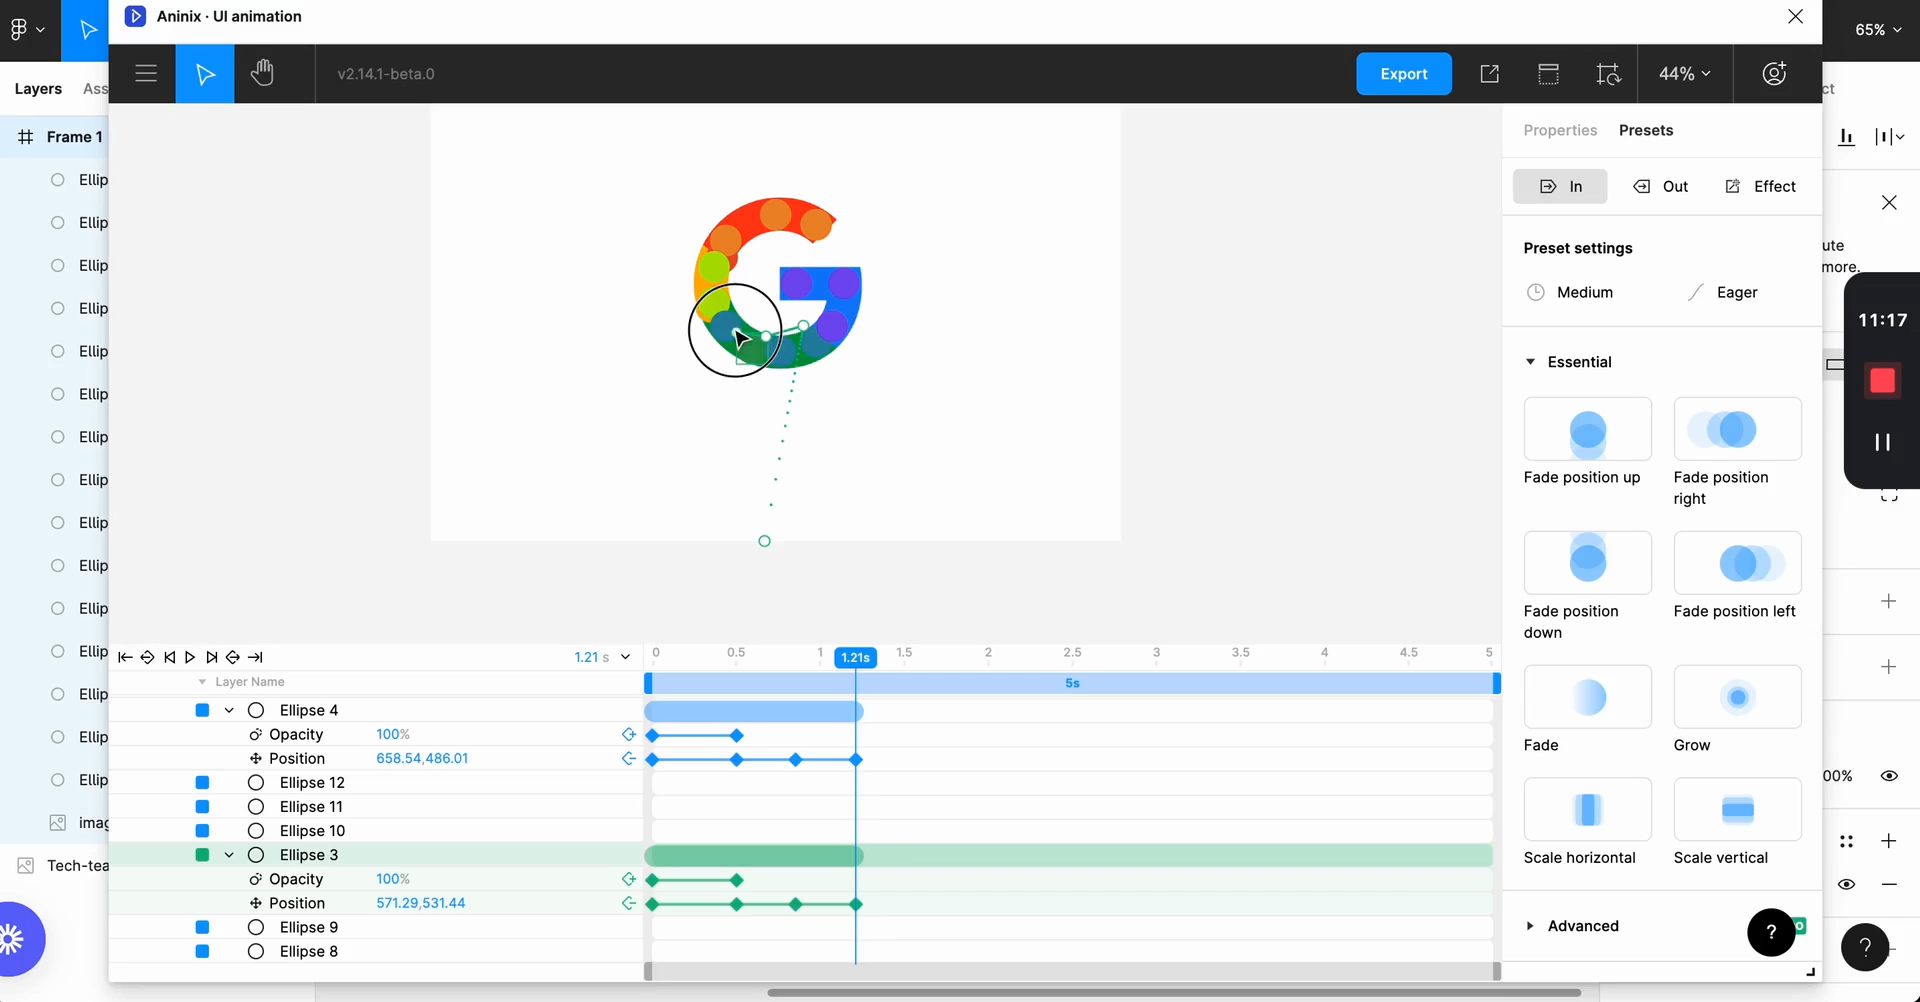 Aninix · UI animation
65%
v2.14.1-beta.0
Export
44%
Layers
Ass
ct
Frame 1
Properties
Presets
Ellip
In
Out
Effect
Ellip
ute
Preset settings
Ellip
more.
Medium
Eager
Ellip
11:17
Ellip
Essential
Ellip
Ellip
Fade position up
Fade position
right
Ellip
Ellip
Ellip
Fade position
down
Fade position left
Ellip
Ellip
1.21 s
0
0.5
1
1.21s
1.5
2
2.5
3
3.5
4
4.5
5
Layer Name
5s
Ellip
Ellipse 4
Ellip
Opacity
100%
Fade
Grow
Position
658.54,486.01
Ellip
Ellipse 12
00%
Ellipse 11
imag
Ellipse 10
Ellipse 3
Scale horizontal
Scale vertical
Tech-tea
Opacity
100%
Position
571.29,531.44
Ellipse 9
Advanced
?
?
Ellipse 8